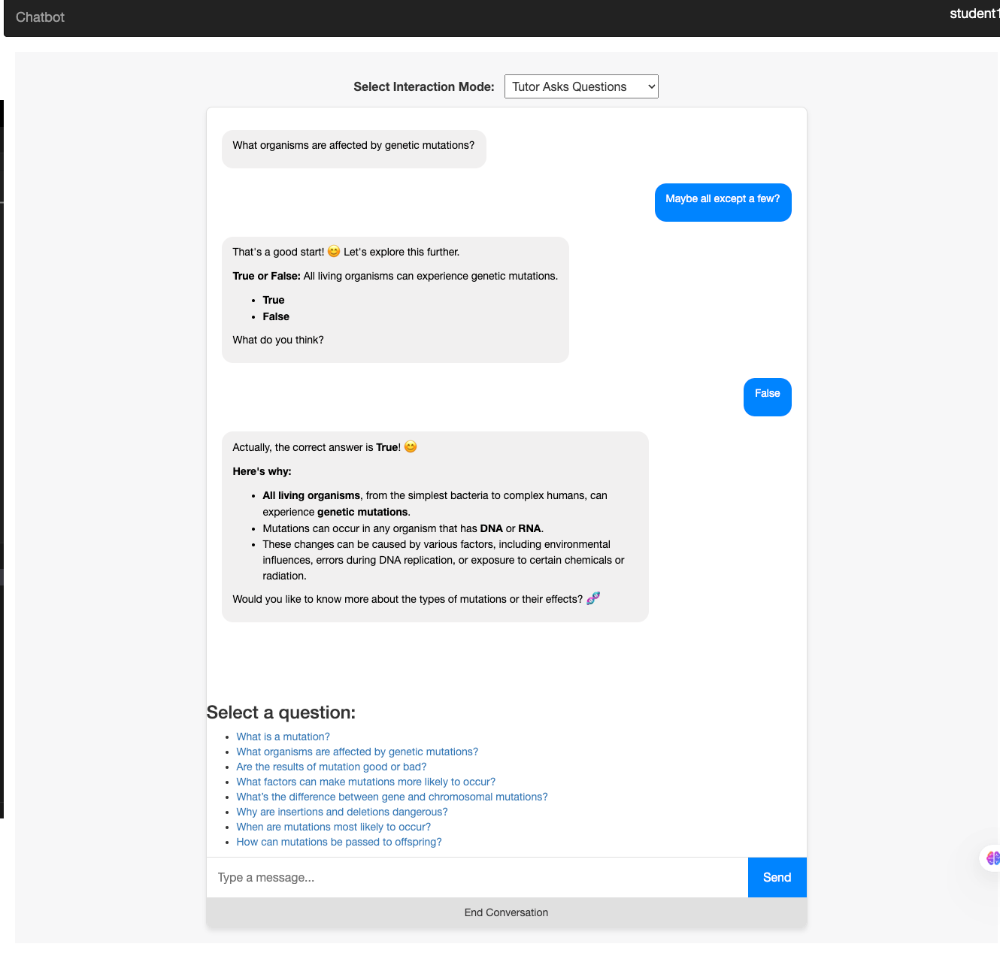 Chatbot
student1
Select Interaction Mode: Tutor Asks Questions
What organisms are affected by genetic mutations?
Maybe all except a few?
That's a good start! 😊 Let's explore this further.
True or False: All living organisms can experience genetic mutations.
• True
• False
What do you think?
False
Actually, the correct answer is True! 😊
Here's why:
• All living organisms, from the simplest bacteria to complex humans, can
experience genetic mutations.
• Mutations can occur in any organism that has DNA or RNA.
• These changes can be caused by various factors, including environmental
influences, errors during DNA replication, or exposure to certain chemicals or
radiation.
Would you like to know more about the types of mutations or their effects? 🧬
Select a question:
• What is a mutation?
• What organisms are affected by genetic mutations?
• Are the results of mutation good or bad?
• What factors can make mutations more likely to occur?
• What’s the difference between gene and chromosomal mutations?
• Why are insertions and deletions dangerous?
• When are mutations most likely to occur?
• How can mutations be passed to offspring?
Type a message...
Send
End Conversation